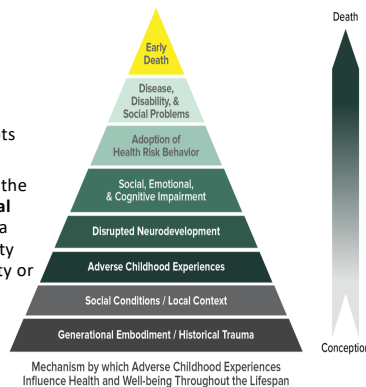 Death
Early
Death
Disease,
Disability, &
Social Problems
Adoption of
Health Risk Behavior
Social, Emotional,
& Cognitive Impairment
Disrupted Neurodevelopment
Adverse Childhood Experiences
Social Conditions / Local Context
Generational Embodiment / Historical Trauma
Conception
Mechanism by which Adverse Childhood Experiences
Influence Health and Well-being Throughout the Lifespan
the
a
or